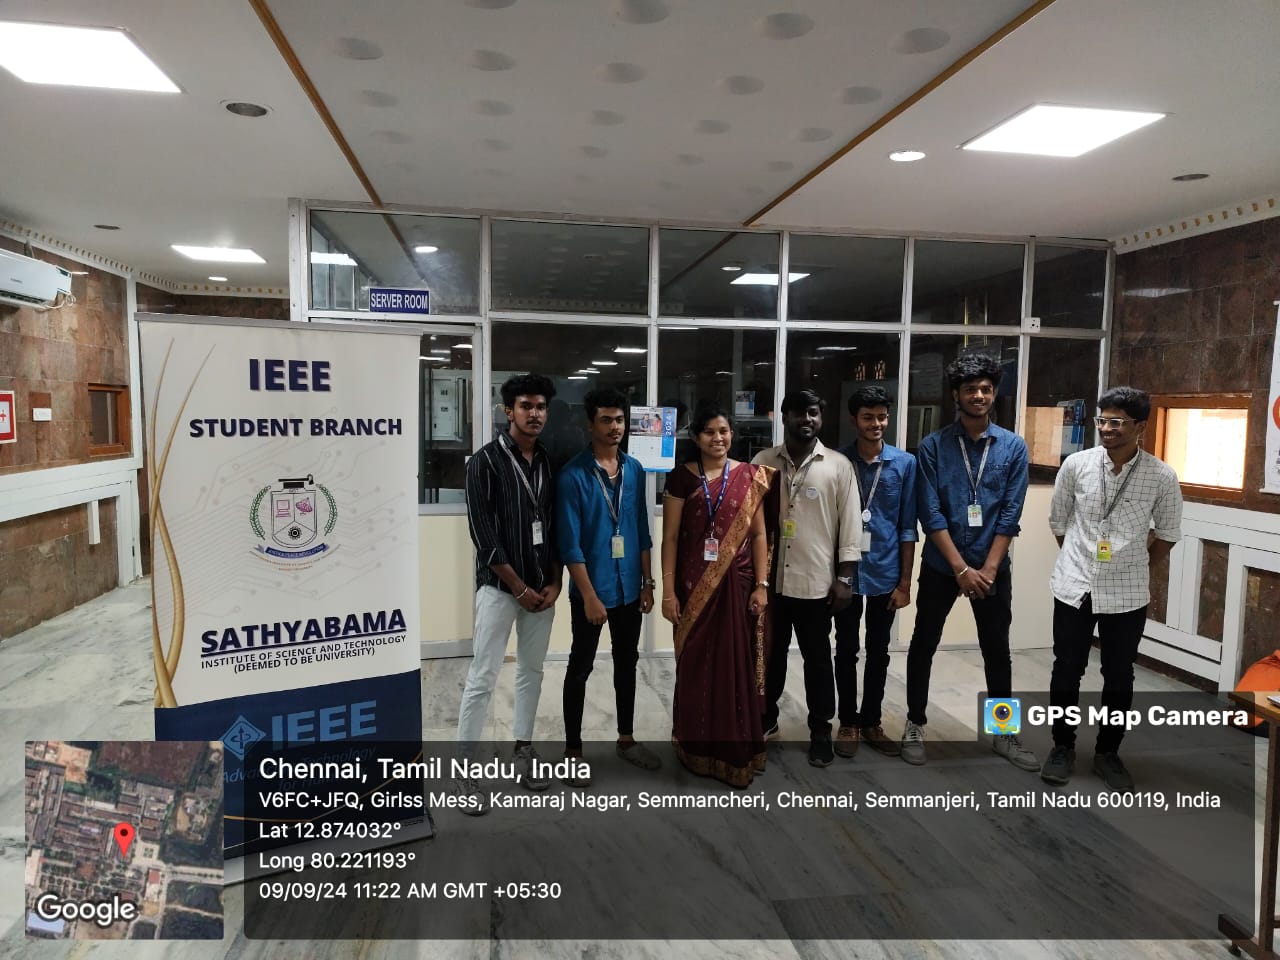 SERVER ROOM
IEEE
STUDENT BRANCH
SATHYABAMA
INSTITUTE OF SCIENCE AND TECHNOLOGY
(DEEMED TO BE UNIVERSITY)
IEEE
2024
GPS Map Camera
Chennai, Tamil Nadu, India
V6FC+JFQ, Girlss Mess, Kamaraj Nagar, Semmancheri, Chennai, Semmanjeri, Tamil Nadu 600119, India
Lat 12.874032°
Long 80.221193°
09/09/24 11:22 AM GMT +05:30
Google